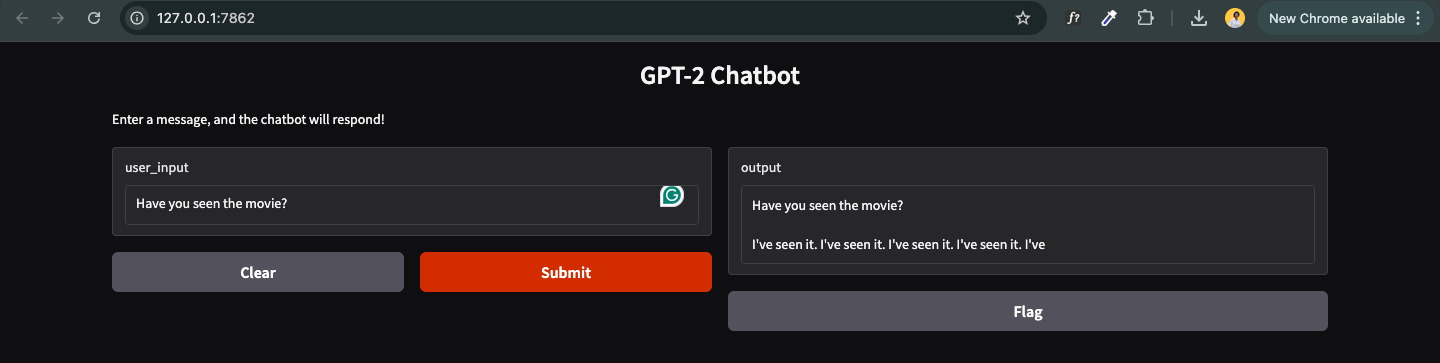 127.0.0.1:7862
f?
New Chrome available
GPT-2 Chatbot
Enter a message, and the chatbot will respond!
user_input
Have you seen the movie?
Clear
Submit
output
Have you seen the movie?
I've seen it. I've seen it. I've seen it. I've seen it. I've
Flag